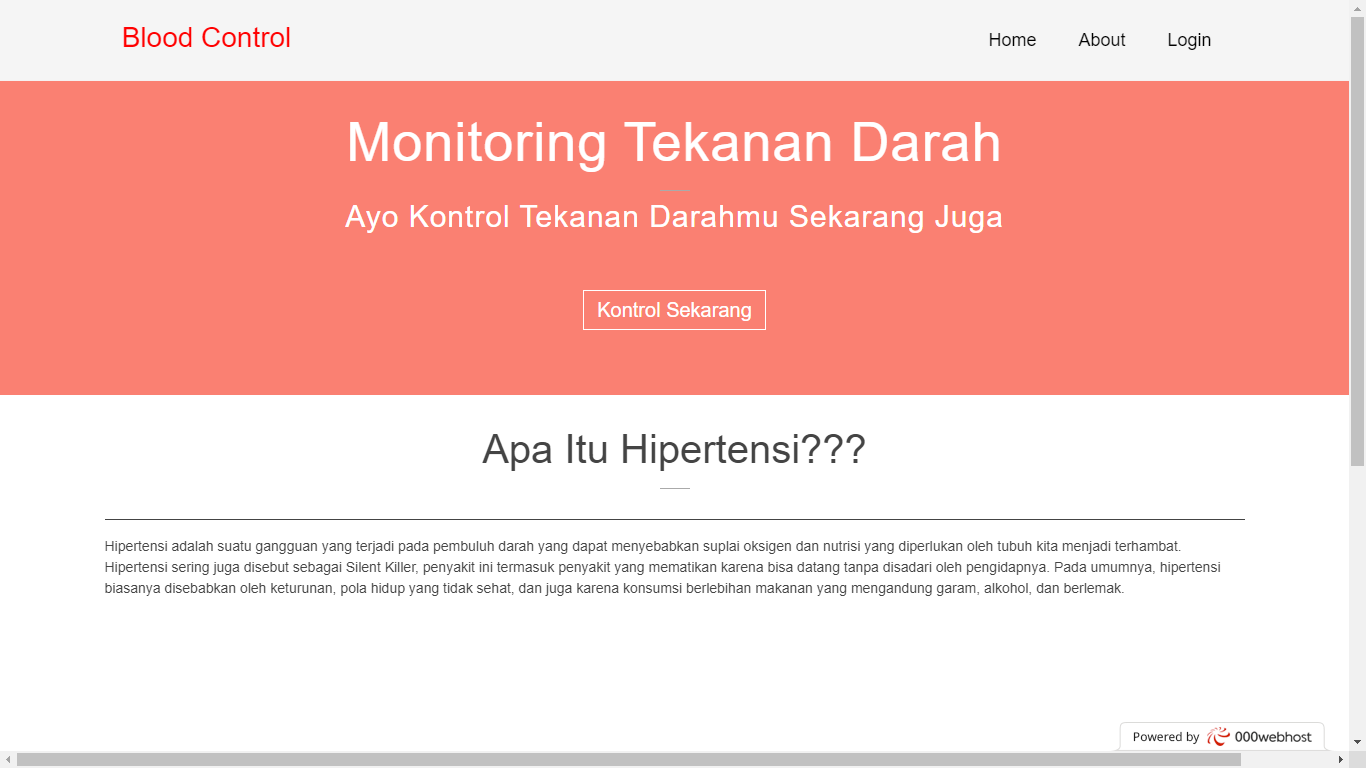 Blood Control
Home About Login
Monitoring Tekanan Darah
Ayo Kontrol Tekanan Darahmu Sekarang Juga
Kontrol Sekarang
Apa Itu Hipertensi???
Hipertensi adalah suatu gangguan yang terjadi pada pembuluh darah yang dapat menyebabkan suplai oksigen dan nutrisi yang diperlukan oleh tubuh kita menjadi terhambat.
Hipertensi sering juga disebut sebagai Silent Killer, penyakit ini termasuk penyakit yang mematikan karena bisa datang tanpa disadari oleh pengidapnya. Pada umumnya, hipertensi
biasanya disebabkan oleh keturunan, pola hidup yang tidak sehat, dan juga karena konsumsi berlebihan makanan yang mengandung garam, alkohol, dan berlemak.
Powered by 000webhost